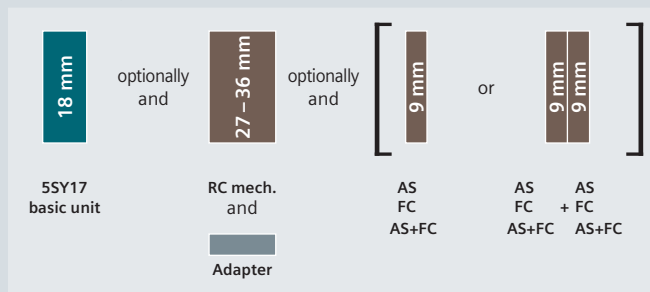 18 mm
optionally
and
27 – 36 mm
optionally
and
9 mm
or
9 mm
9 mm
5SY17
basic unit
RC mech.
and
Adapter
AS
FC
AS+FC
AS AS
FC + FC
AS+FC AS+FC